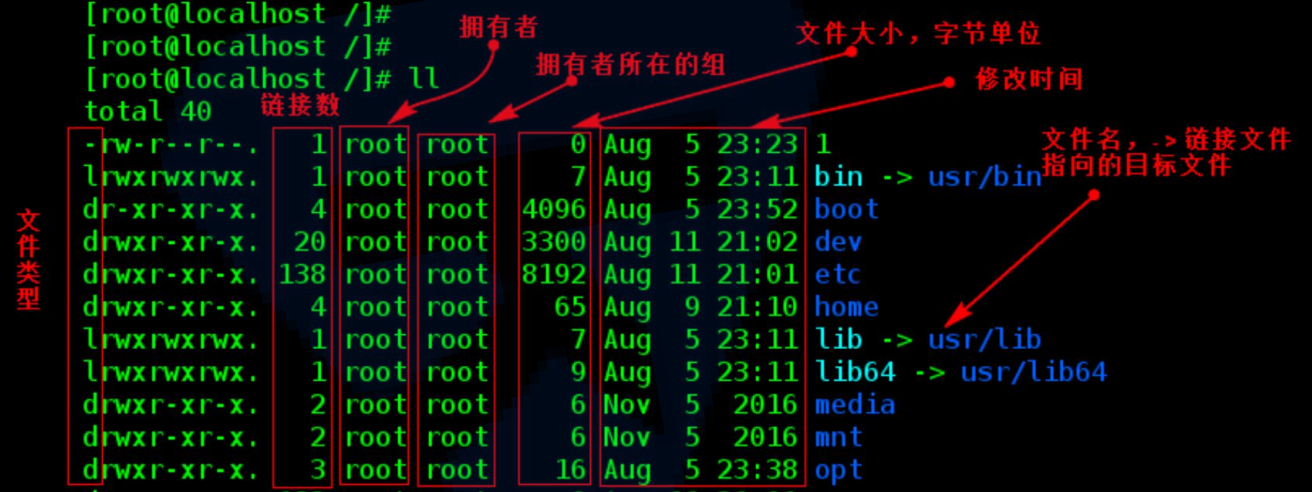 [root@localhost /]#
[root@localhost /]#
[root@localhost /]# ll
total 40
拥有者
拥有者所在的组
文件大小，字节单位
修改时间
链接数
文件名，-> 链接文件
指向的目标文件
文件类型
-rw-r--r--. 1 root root 0 Aug 5 23:23 1
lrwxrwxrwx. 1 root root 7 Aug 5 23:11 bin -> usr/bin
dr-xr-xr-x. 4 root root 4096 Aug 5 23:52 boot
drwxr-xr-x. 20 root root 3300 Aug 11 21:02 dev
drwxr-xr-x. 138 root root 8192 Aug 11 21:01 etc
drwxr-xr-x. 4 root root 65 Aug 9 21:10 home
lrwxrwxrwx. 1 root root 7 Aug 5 23:11 lib -> usr/lib
lrwxrwxrwx. 1 root root 9 Aug 5 23:11 lib64 -> usr/lib64
drwxr-xr-x. 2 root root 6 Nov 5 2016 media
drwxr-xr-x. 2 root root 6 Nov 5 2016 mnt
drwxr-xr-x. 3 root root 16 Aug 5 23:38 opt